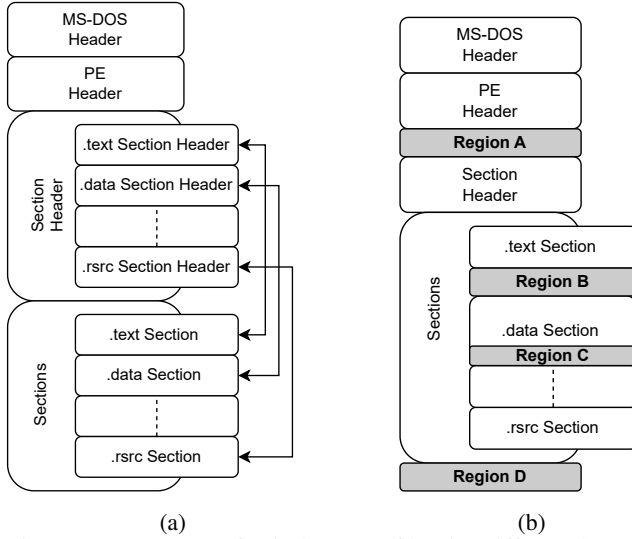 MS-DOS
Header
PE
Header
Section
Header
.text Section Header
.data Section Header
.rsrc Section Header
Sections
.text Section
.data Section
.rsrc Section
(a)
MS-DOS
Header
PE
Header
Region A
Section
Header
Sections
.text Section
Region B
.data Section
Region C
.rsrc Section
Region D
(b)